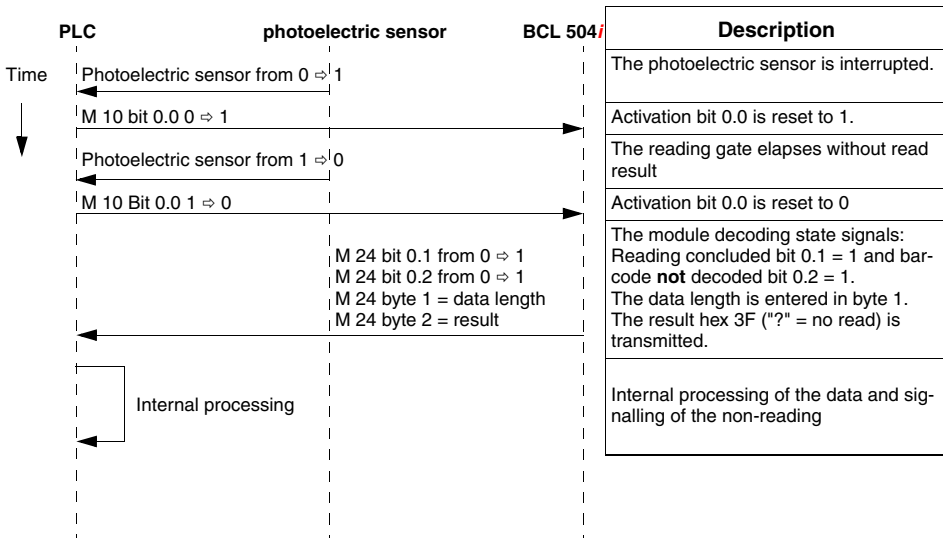 PLC photoelectric sensor BCL 504i Description
Time
Photoelectric sensor from 0 ⇨ 1
The photoelectric sensor is interrupted.
M 10 bit 0.0 0 ⇨ 1
Activation bit 0.0 is reset to 1.
Photoelectric sensor from 1 ⇨ 0
The reading gate elapses without read
result
M 10 Bit 0.0 1 ⇨ 0
Activation bit 0.0 is reset to 0
M 24 bit 0.1 from 0 ⇨ 1
M 24 bit 0.2 from 0 ⇨ 1
M 24 byte 1 = data length
M 24 byte 2 = result
The module decoding state signals:
Reading concluded bit 0.1 = 1 and bar-
code not decoded bit 0.2 = 1.
The data length is entered in byte 1.
The result hex 3F ("?" = no read) is
transmitted.
Internal processing
Internal processing of the data and sig-
nalling of the non-reading